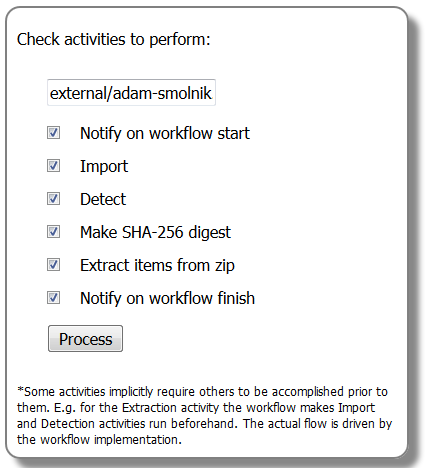 Check activities to perform:
external/adam-smolnik
Notify on workflow start
Import
Detect
Make SHA-256 digest
Extract items from zip
Notify on workflow finish
Process
*Some activities implicitly require others to be accomplished prior to
them. E.g. for the Extraction activity the workflow makes Import
and Detection activities run beforehand. The actual flow is driven by
the workflow implementation.